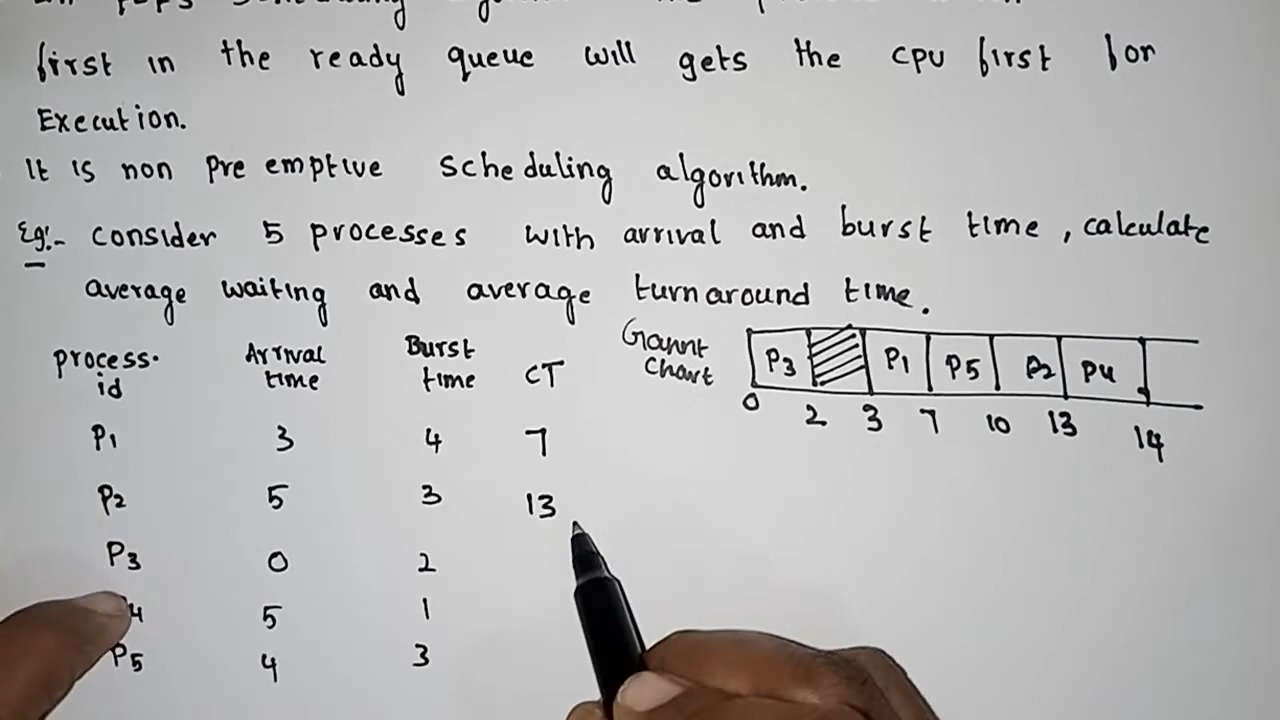 first in the ready queue will gets the cpu first for
Execution.
It is non pre emptive scheduling algorithm.
Eg:- consider 5 processes with arrival and burst time, calculate
average waiting and average turnaround time.
process id Arrival time Burst time CT
P1 3 4 7
P2 5 3 13
P3 0 2
4 5 1
P5 4 3
Gannt chart
P3 P1 P5 P2 P4
0 2 3 7 10 13 14